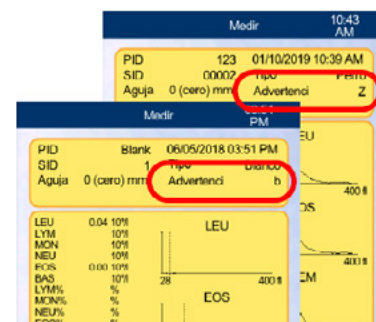 Medir 10:43 AM
PID 123 01/10/2019 10:39 AM
SID 00002 Tipo Perro
Aguja 0 (cero) mm Advertenci Z
400 fl
400 fl
Medir PM
PID Blank 06/05/2018 03:51 PM
SID 1 Tipo Blanco
Aguja 0 (cero) mm Advertenci b
LEU 0.04 10⁹/l LEU
LYM 10⁹/l
MON 10⁹/l
NEU 10⁹/l
EOS 0.00 10⁹/l
BAS 10⁹/l 28 400 fl
LYM% %
MON% % EOS
NEU% %